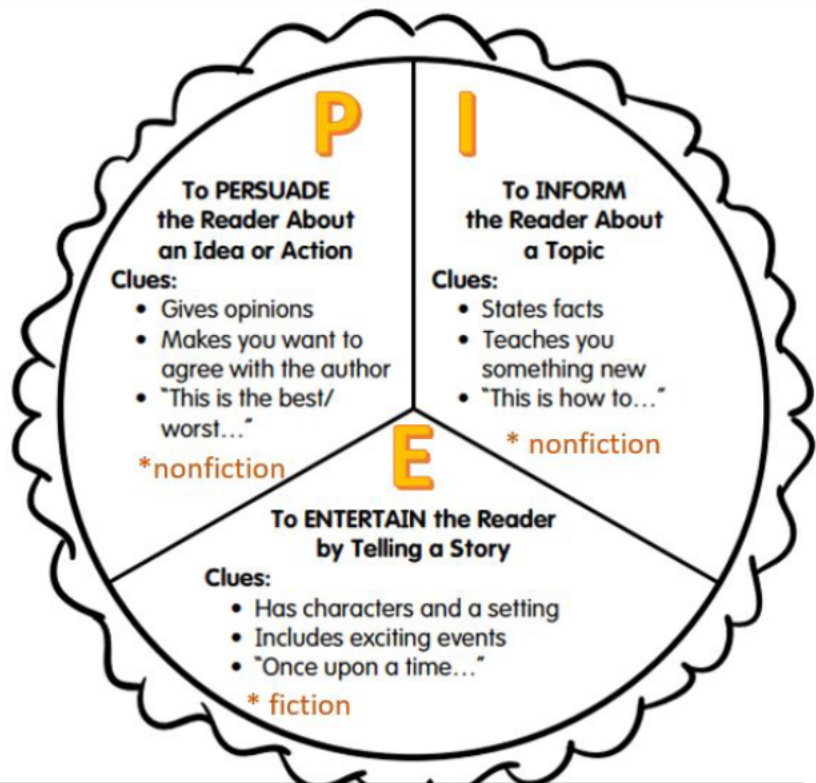 P
To PERSUADE
the Reader About
an Idea or Action
Clues:
• Gives opinions
• Makes you want to
agree with the author
• "This is the best/
worst..."
*nonfiction
I
To INFORM
the Reader About
a Topic
Clues:
• States facts
• Teaches you
something new
• "This is how to..."
* nonfiction
E
To ENTERTAIN the Reader
by Telling a Story
Clues:
• Has characters and a setting
• Includes exciting events
• "Once upon a time..."
* fiction